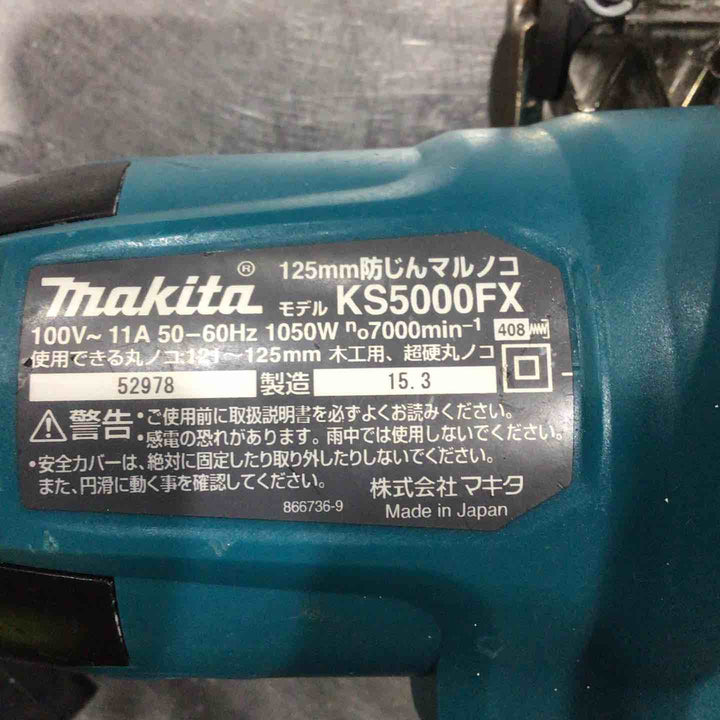 125mm防じんマルノコ
makita® モデル KS5000FX
100V~ 11A 50-60Hz 1050W n₀7000min⁻¹ 408
使用できる丸ノコ:121~125mm 木工用、超硬丸ノコ
52978 製造 15.3
警告 •ご使用前に取扱説明書を必ずよくお読みください。
•感電の恐れがあります。雨中では使用しないでください。
•安全カバーは、絶対に固定したり取り外したりしないでください。
また、円滑に動く事を確認してください。
866736-9 株式会社マキタ
Made in Japan